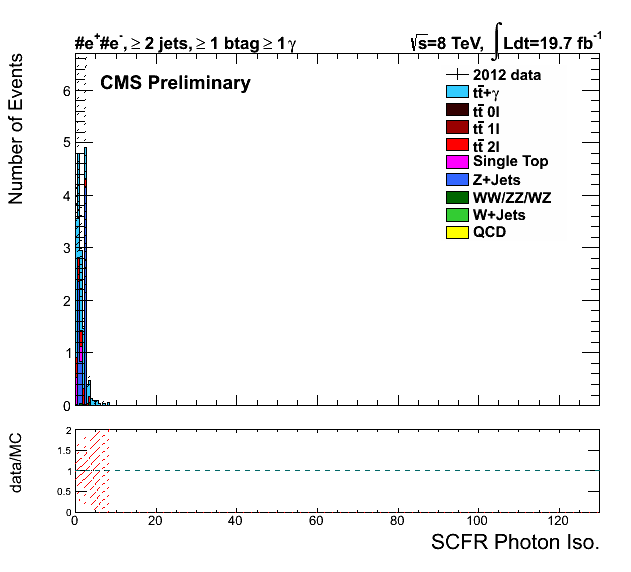 #e⁺#e⁻, ≥ 2 jets, ≥ 1 btag ≥ 1 γ
√s=8 TeV, ∫Ldt=19.7 fb⁻¹
CMS Preliminary
Number of Events
6
5
4
3
2
1
0
2012 data
tt̄+γ
tt̄ 0l
tt̄ 1l
tt̄ 2l
Single Top
Z+Jets
WW/ZZ/WZ
W+Jets
QCD
data/MC
2
1.5
1
0.5
0
0 20 40 60 80 100 120
SCFR Photon Iso.